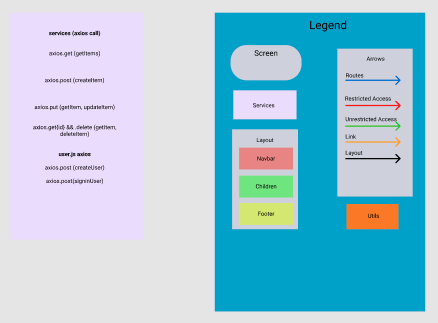 services (axios call)
axios.get (getItems)
axios.post (createItem)
axios.put (getItem, updateItem)
axios.get(id) && .delete (getItem,
deleteItem)
user.js axios
axios.post (createUser)
axios.post(signinUser)
Legend
Screen
Services
Layout
Navbar
Children
Footer
Arrows
Routes
Restricted Access
Unrestricted Access
Link
Layout
Utils